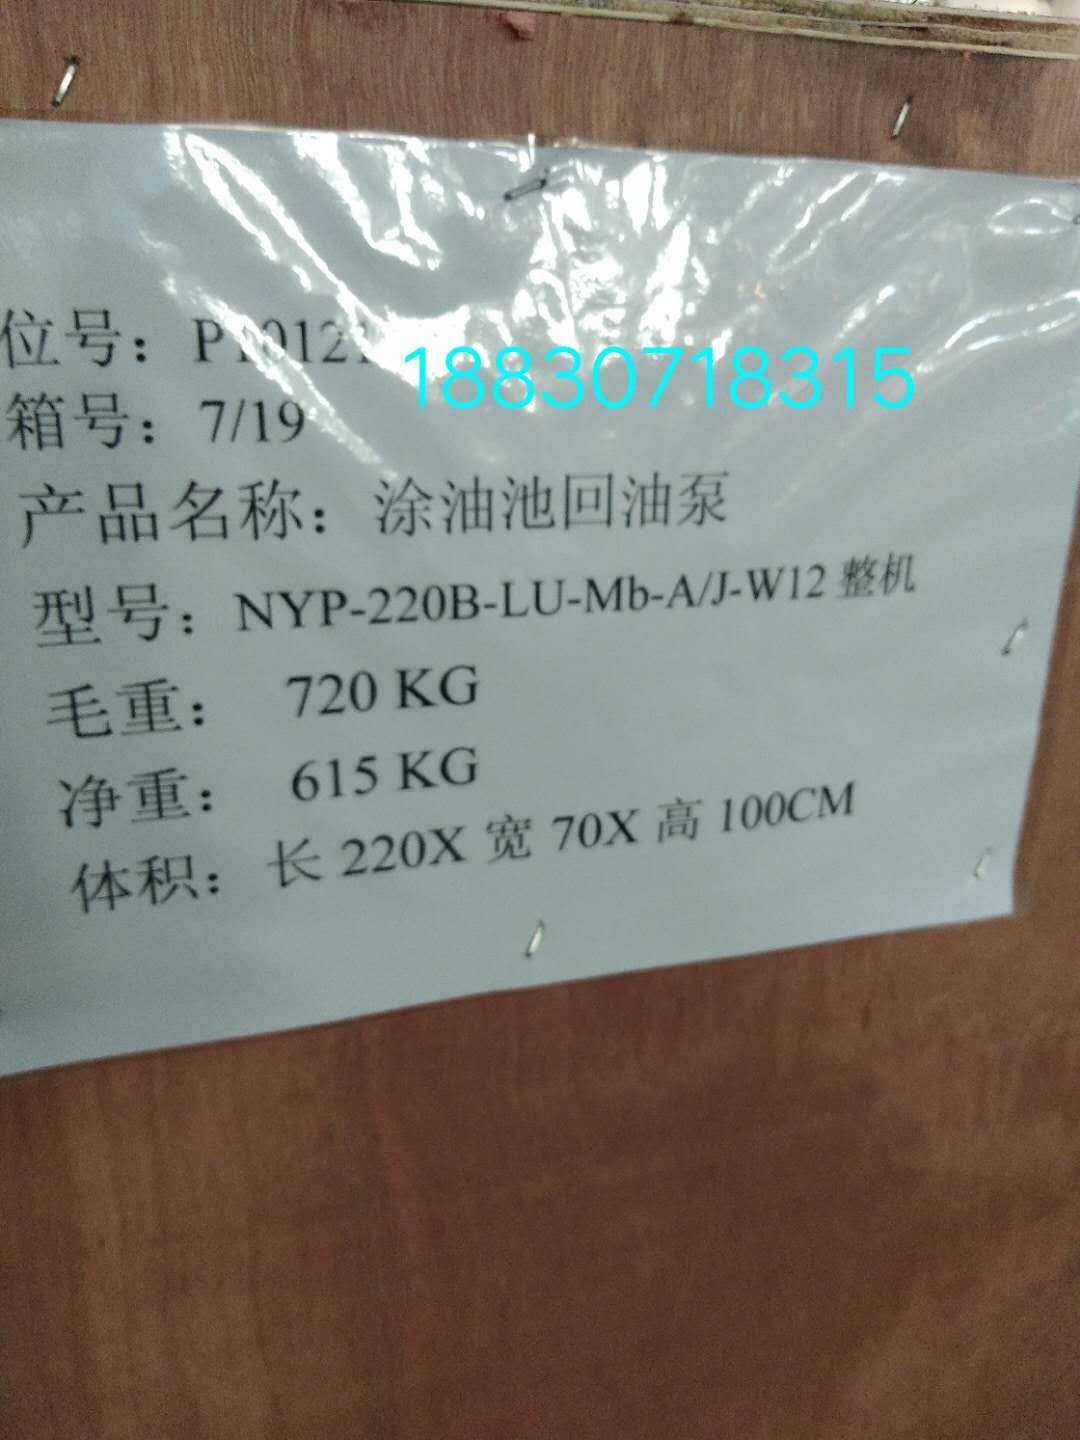 位号：P10121
18830718315
箱号：7/19
产品名称：涂油池回油泵
型号：NYP-220B-LU-Mb-A/J-W12 整机
毛重： 720 KG
净重： 615 KG
体积：长 220X 宽 70X 高 100CM